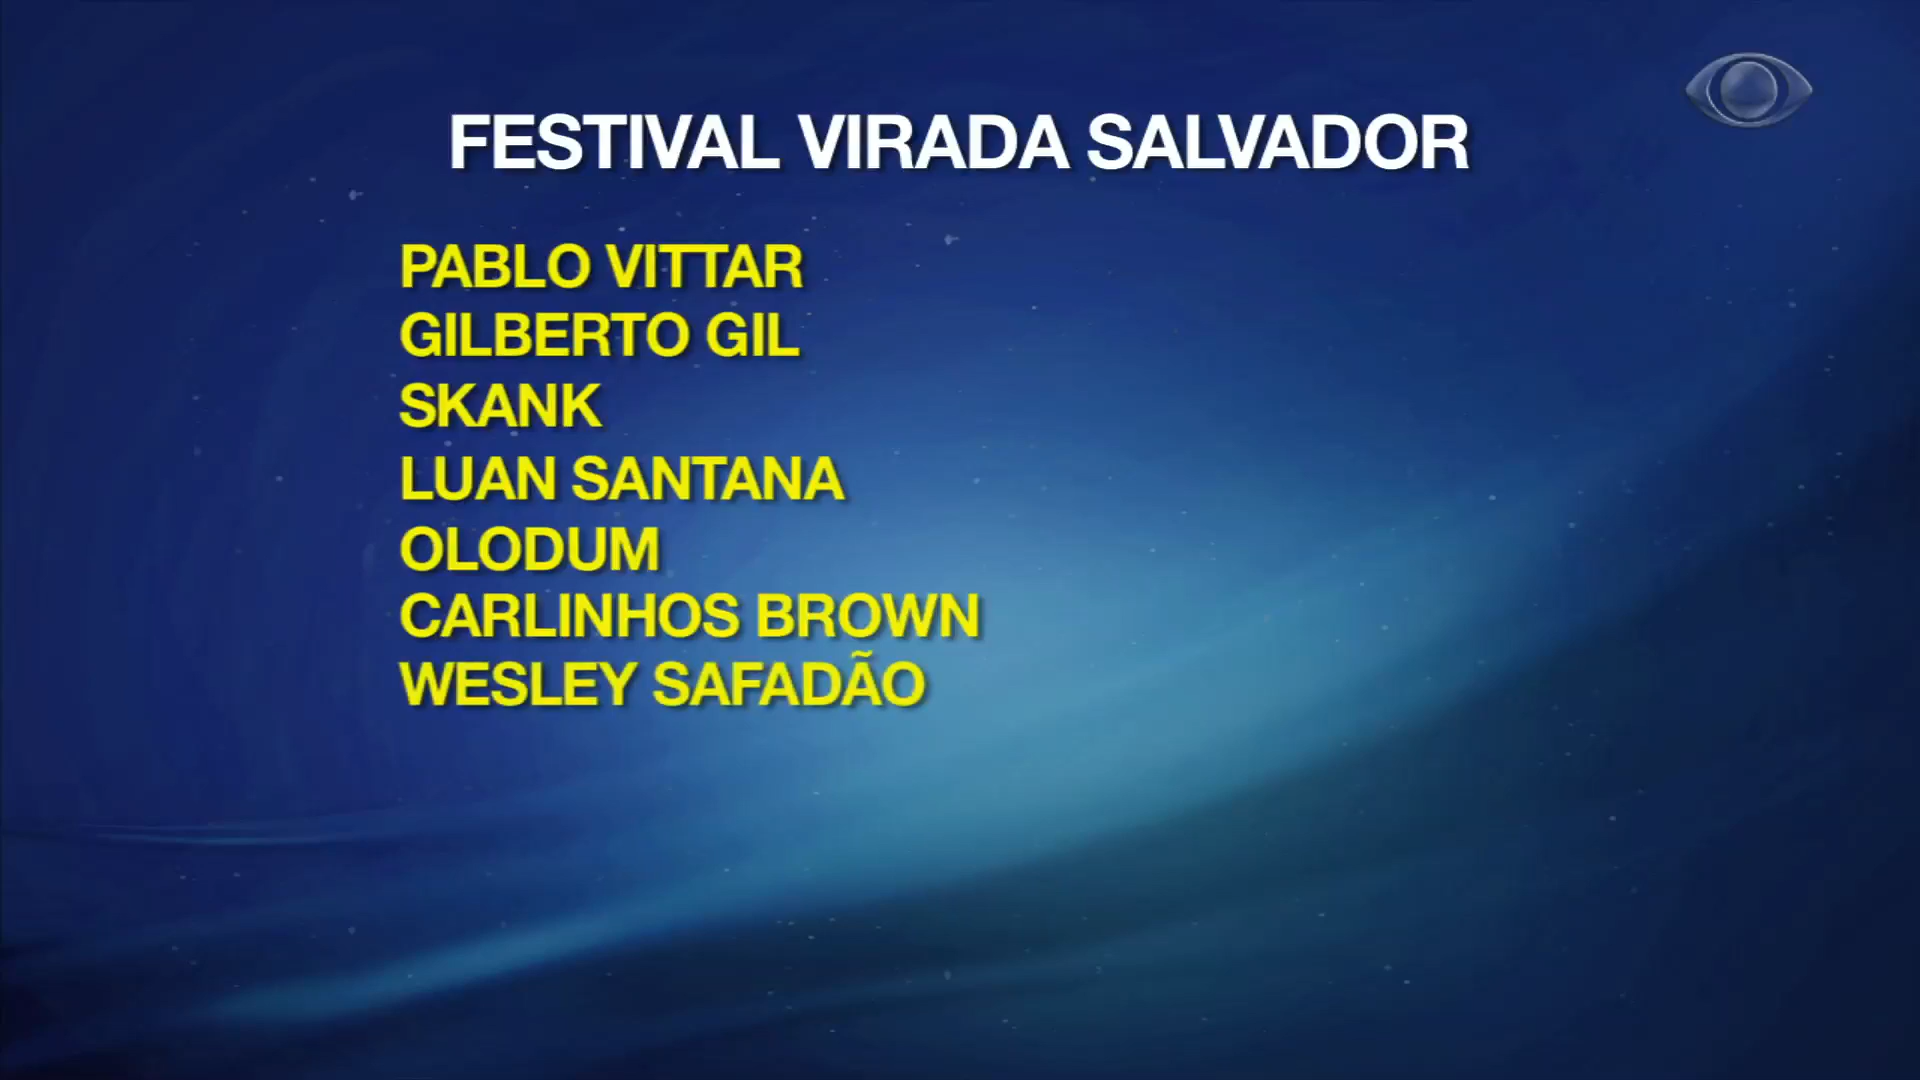 FESTIVAL VIRADA SALVADOR
PABLO VITTAR
GILBERTO GIL
SKANK
LUAN SANTANA
OLODUM
CARLINHOS BROWN
WESLEY SAFADÃO